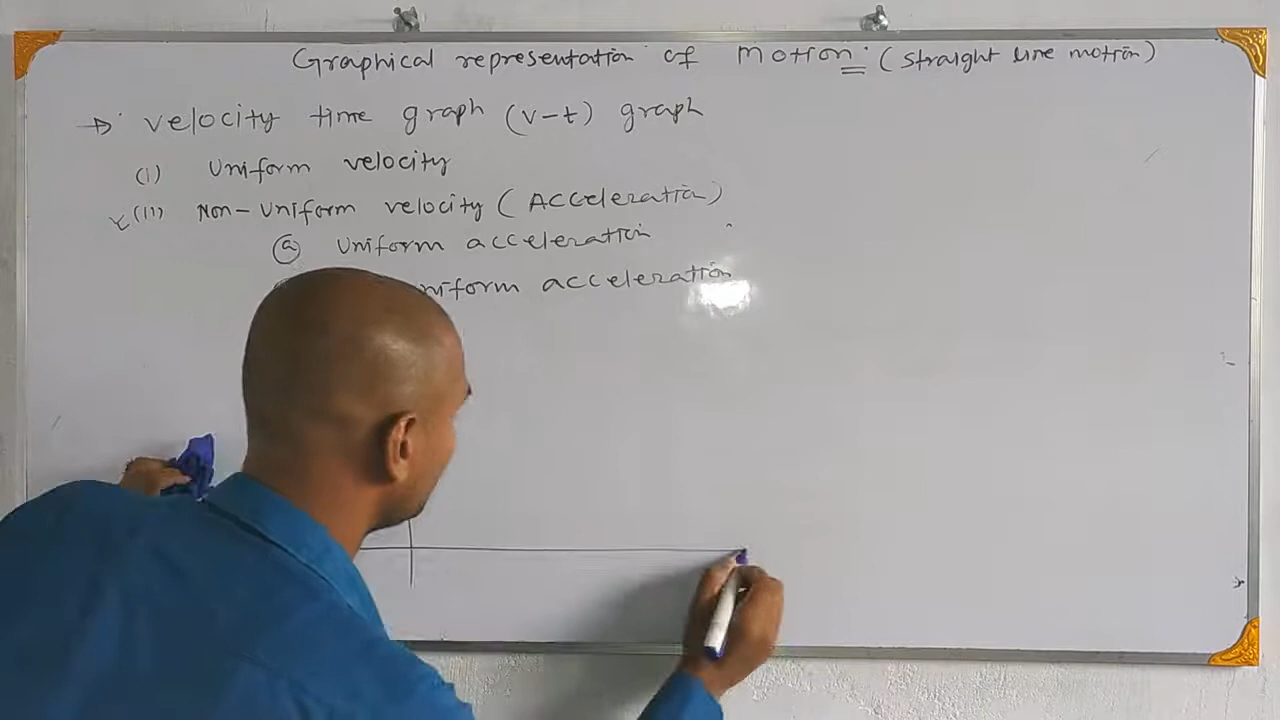 Graphical representation of Motion (Straight line motion)
→ Velocity time graph (v-t) graph
(i) Uniform velocity
(ii) Non-Uniform velocity (Acceleration)
(a) Uniform acceleration
niform acceleration